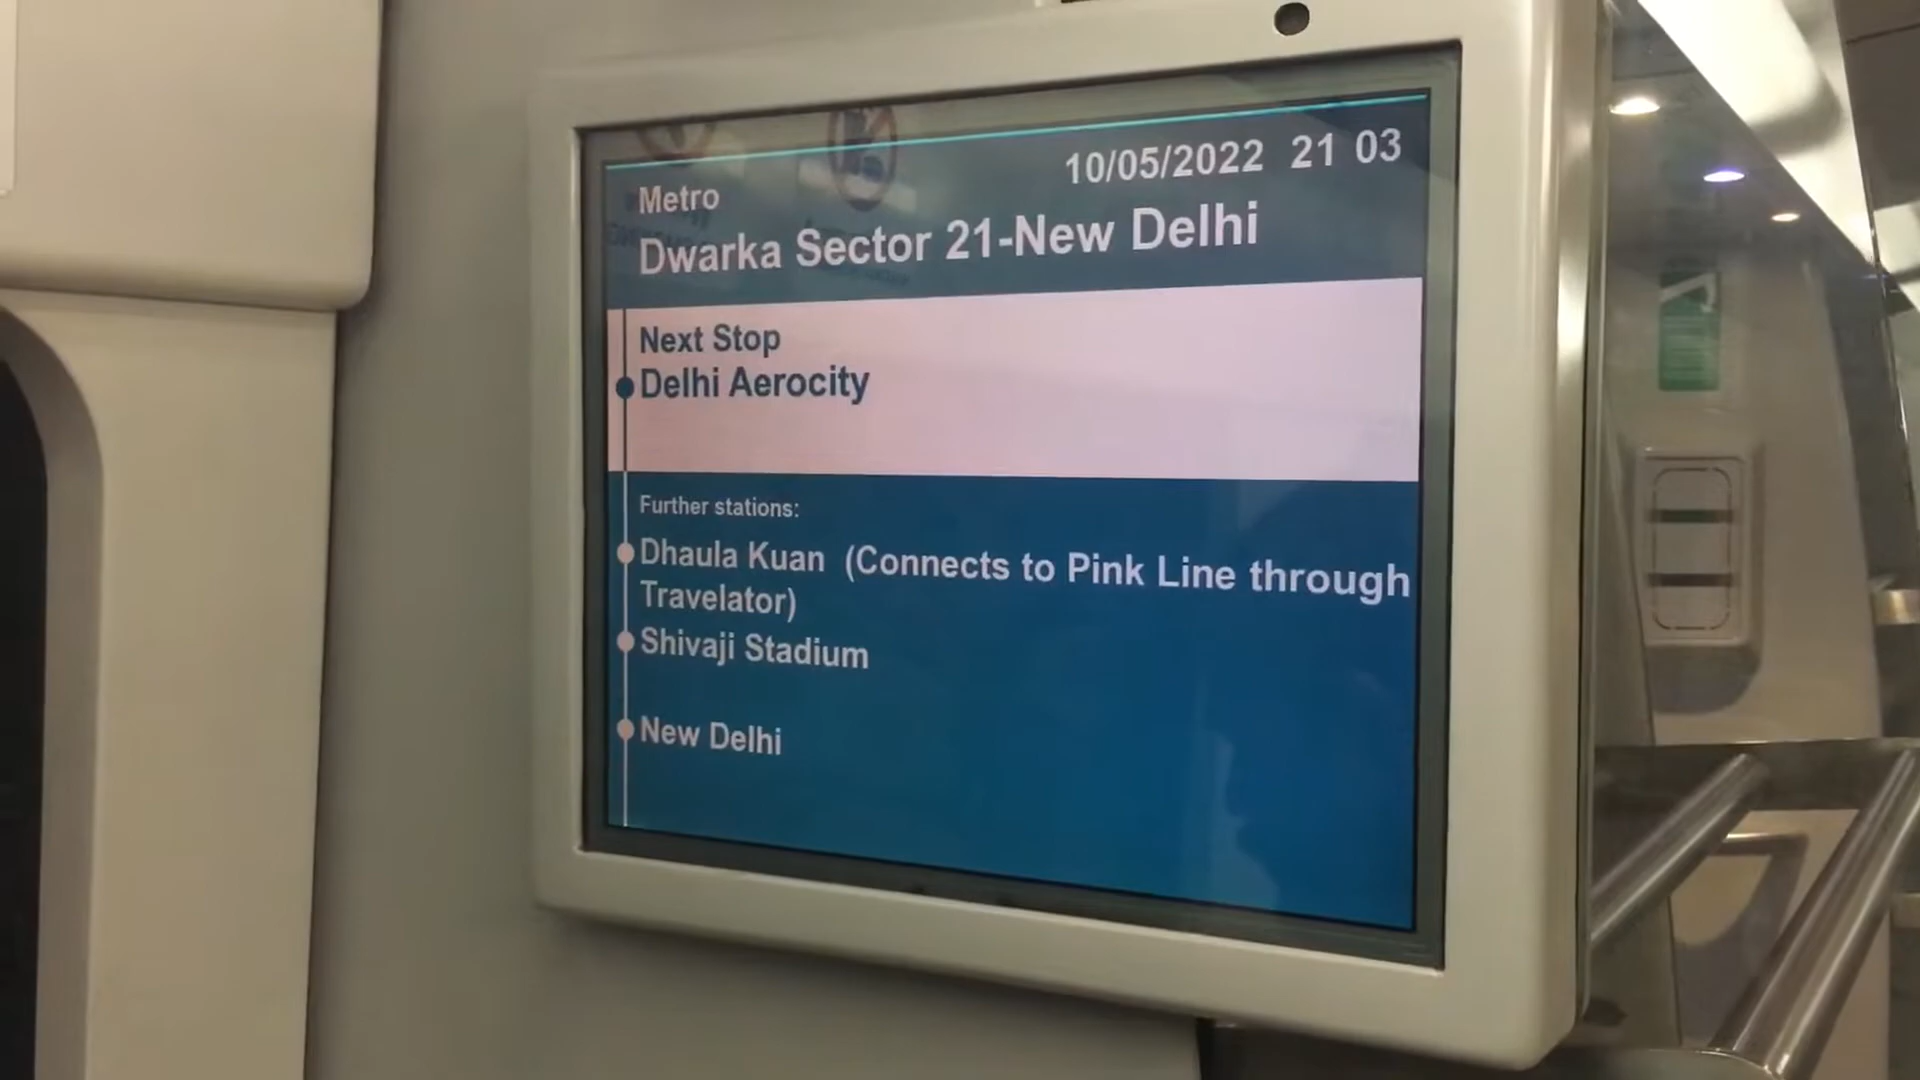 10/05/2022 21 03
Metro
Dwarka Sector 21-New Delhi
Next Stop
Delhi Aerocity
Further stations:
Dhaula Kuan (Connects to Pink Line through
Travelator)
Shivaji Stadium
New Delhi